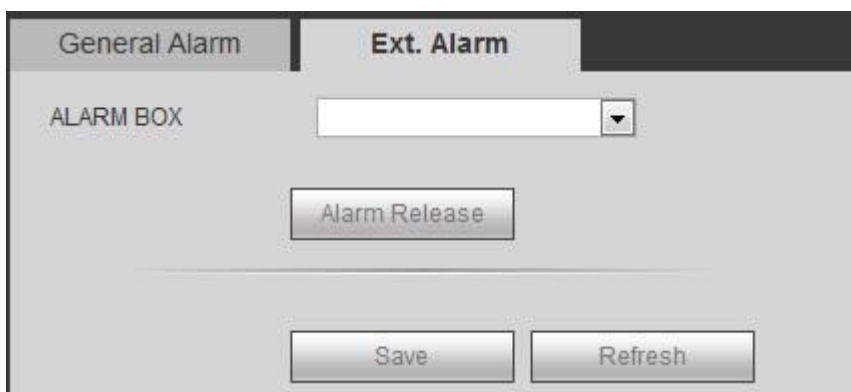 General Alarm Ext. Alarm
ALARM BOX
Alarm Release
Save Refresh